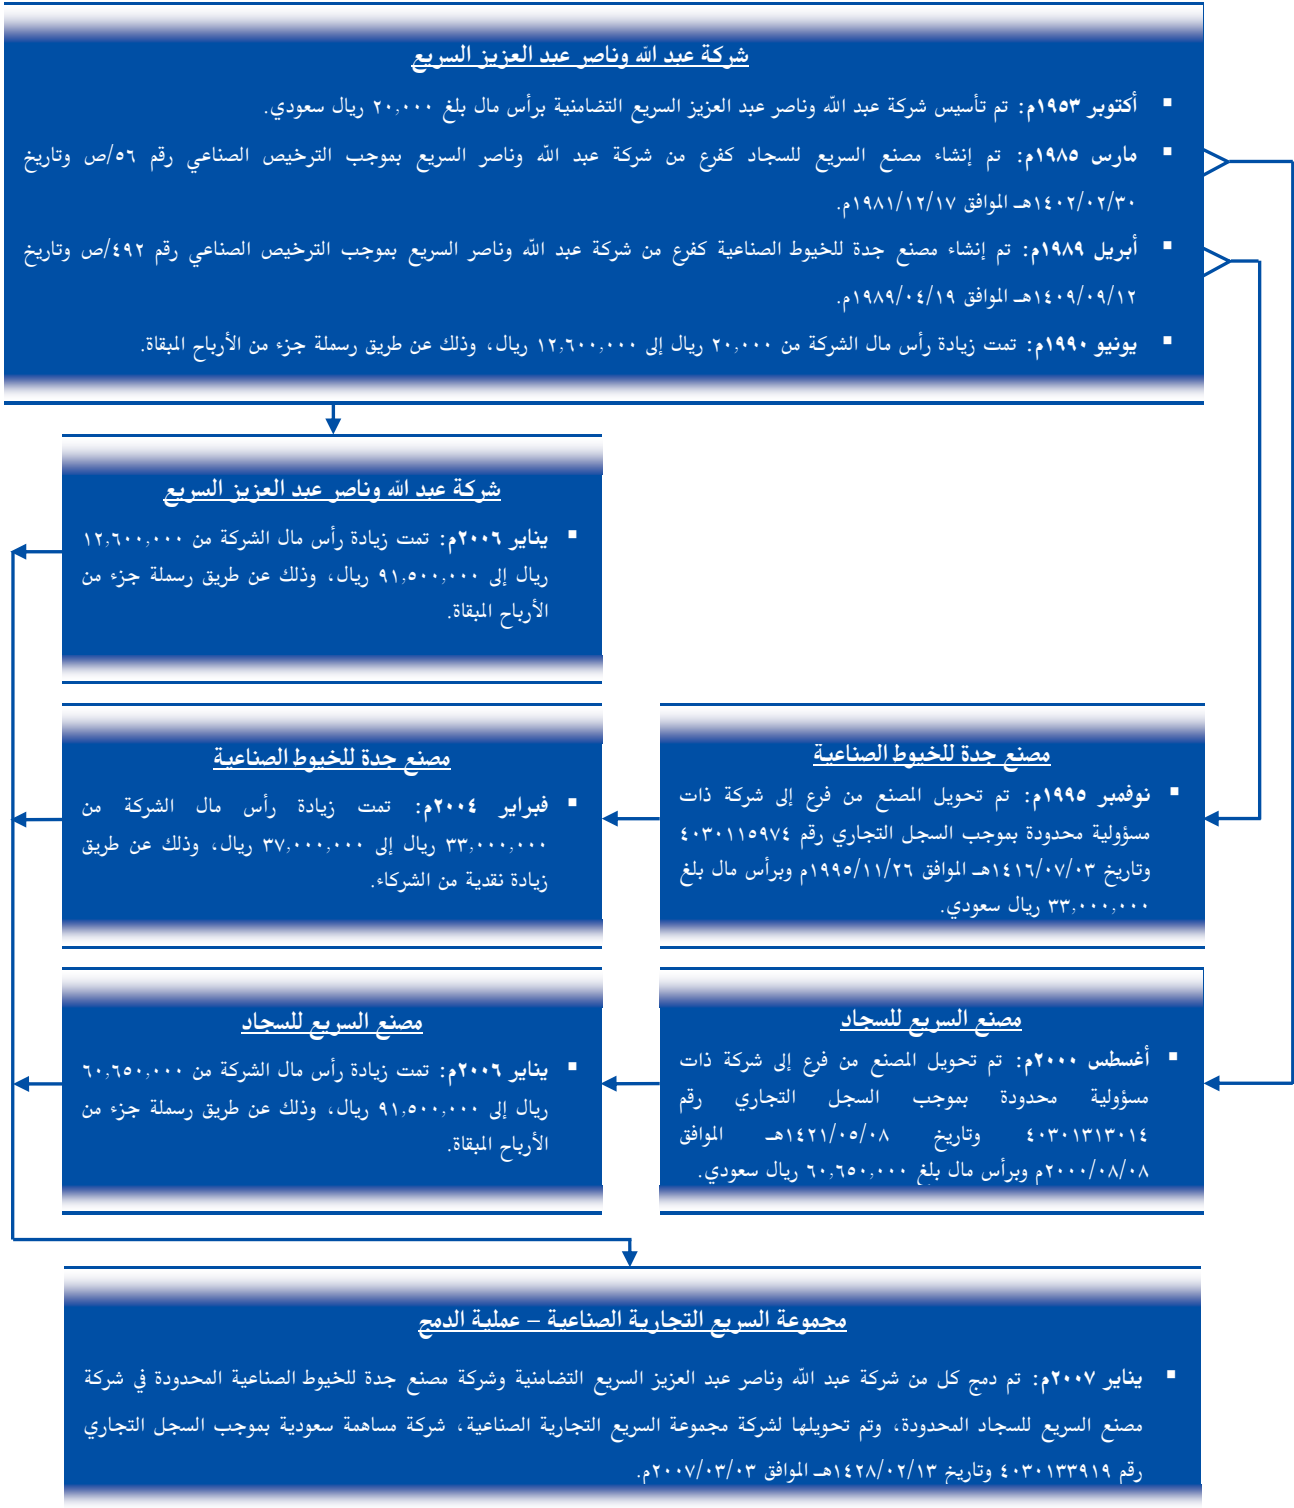 شركة عبد الله وناصر عبد العزيز السريع
▪ أكتوبر ١٩٥٣م: تم تأسيس شركة عبد الله وناصر عبد العزيز السريع التضامنية برأس مال بلغ ٢٠,٠٠٠ ريال سعودي.
▪ مارس ١٩٨٥م: تم إنشاء مصنع السريع للسجاد كفرع من شركة عبد الله وناصر السريع بموجب الترخيص الصناعي رقم ٥٦/ص وتاريخ
١٤٠٢/٠٢/٣٠هـ الموافق ١٩٨١/١٢/١٧م.
▪ أبريل ١٩٨٩م: تم إنشاء مصنع جدة للخيوط الصناعية كفرع من شركة عبد الله وناصر السريع بموجب الترخيص الصناعي رقم ٤٩٢/ص وتاريخ
١٤٠٩/٠٩/١٢هـ الموافق ١٩٨٩/٠٤/١٩م.
▪ يونيو ١٩٩٠م: تمت زيادة رأس مال الشركة من ٢٠,٠٠٠ ريال إلى ١٢,٦٠٠,٠٠٠ ريال، وذلك عن طريق رسملة جزء من الأرباح المبقاة.
شركة عبد الله وناصر عبد العزيز السريع
▪ يناير ٢٠٠٦م: تمت زيادة رأس مال الشركة من ١٢,٦٠٠,٠٠٠
ريال إلى ٩١,٥٠٠,٠٠٠ ريال، وذلك عن طريق رسملة جزء من
الأرباح المبقاة.
مصنع جدة للخيوط الصناعية
▪ نوفمبر ١٩٩٥م: تم تحويل المصنع من فرع إلى شركة ذات
مسؤولية محدودة بموجب السجل التجاري رقم ٤٠٣٠١١٥٩٧٤
وتاريخ ١٤١٦/٠٧/٠٣هـ الموافق ١٩٩٥/١١/٢٦م وبرأس مال بلغ
٣٣,٠٠٠,٠٠٠ ريال سعودي.
مصنع جدة للخيوط الصناعية
▪ فبراير ٢٠٠٤م: تمت زيادة رأس مال الشركة من
٣٣,٠٠٠,٠٠٠ ريال إلى ٣٧,٠٠٠,٠٠٠ ريال، وذلك عن طريق
زيادة نقدية من الشركاء.
مصنع السريع للسجاد
▪ أغسطس ٢٠٠٠م: تم تحويل المصنع من فرع إلى شركة ذات
مسؤولية محدودة بموجب السجل التجاري رقم
٤٠٣٠١٣١٣٠١٤ وتاريخ ١٤٢١/٠٥/٠٨هـ الموافق
٢٠٠٠/٠٨/٠٨م وبرأس مال بلغ ٦٠,٦٥٠,٠٠٠ ريال سعودي.
مصنع السريع للسجاد
▪ يناير ٢٠٠٦م: تمت زيادة رأس مال الشركة من ٦٠,٦٥٠,٠٠٠
ريال إلى ٩١,٥٠٠,٠٠٠ ريال، وذلك عن طريق رسملة جزء من
الأرباح المبقاة.
مجموعة السريع التجارية الصناعية – عملية الدمج
▪ يناير ٢٠٠٧م: تم دمج كل من شركة عبد الله وناصر عبد العزيز السريع التضامنية وشركة مصنع جدة للخيوط الصناعية المحدودة في شركة
مصنع السريع للسجاد المحدودة، وتم تحويلها لشركة مجموعة السريع التجارية الصناعية، شركة مساهمة سعودية بموجب السجل التجاري
رقم ٤٠٣٠١٣٣٩١٩ وتاريخ ١٤٢٨/٠٢/١٣هـ الموافق ٢٠٠٧/٠٣/٠٣م.